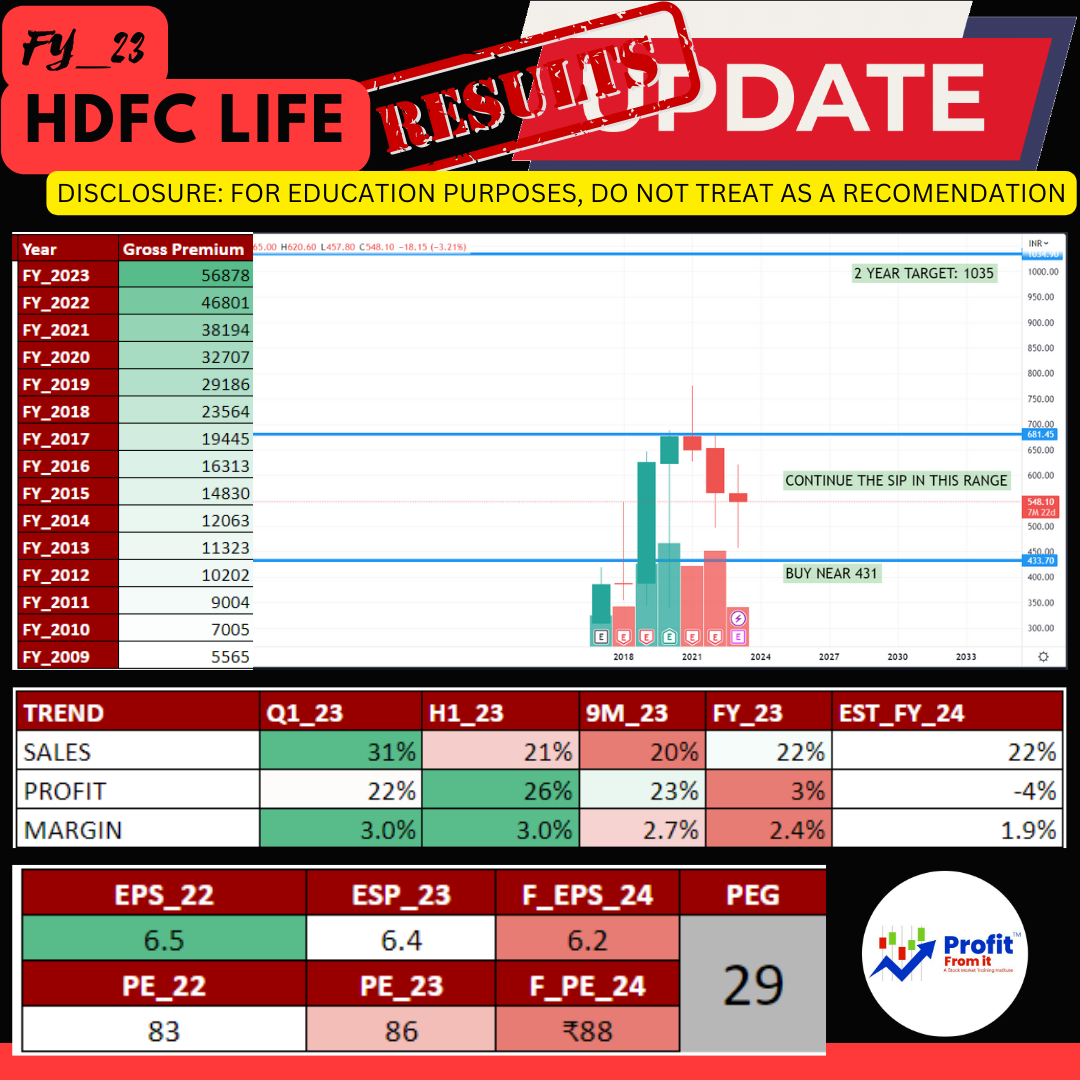 FY_23
HDFC LIFE
RESULTS
UPDATE
DISCLOSURE: FOR EDUCATION PURPOSES, DO NOT TREAT AS A RECOMENDATION
Year Gross Premium
FY_2023 56878
FY_2022 46801
FY_2021 38194
FY_2020 32707
FY_2019 29186
FY_2018 23564
FY_2017 19445
FY_2016 16313
FY_2015 14830
FY_2014 12063
FY_2013 11323
FY_2012 10202
FY_2011 9004
FY_2010 7005
FY_2009 5565
65.00 H620.60 L457.80 C548.10 −18.15 (−3.21%)
INR
1034.90
2 YEAR TARGET: 1035
1000.00
950.00
900.00
850.00
800.00
750.00
700.00
681.45
650.00
600.00
CONTINUE THE SIP IN THIS RANGE
548.10
7M 22d
500.00
450.00
433.70
BUY NEAR 431
400.00
350.00
300.00
E E E E E E E
2018 2021 2024 2027 2030 2033
TREND Q1_23 H1_23 9M_23 FY_23 EST_FY_24
SALES 31% 21% 20% 22% 22%
PROFIT 22% 26% 23% 3% -4%
MARGIN 3.0% 3.0% 2.7% 2.4% 1.9%
EPS_22 ESP_23 F_EPS_24 PEG
6.5 6.4 6.2
29
PE_22 PE_23 F_PE_24
83 86 ₹88
Profit™
From it
A Stock Market Training Institute